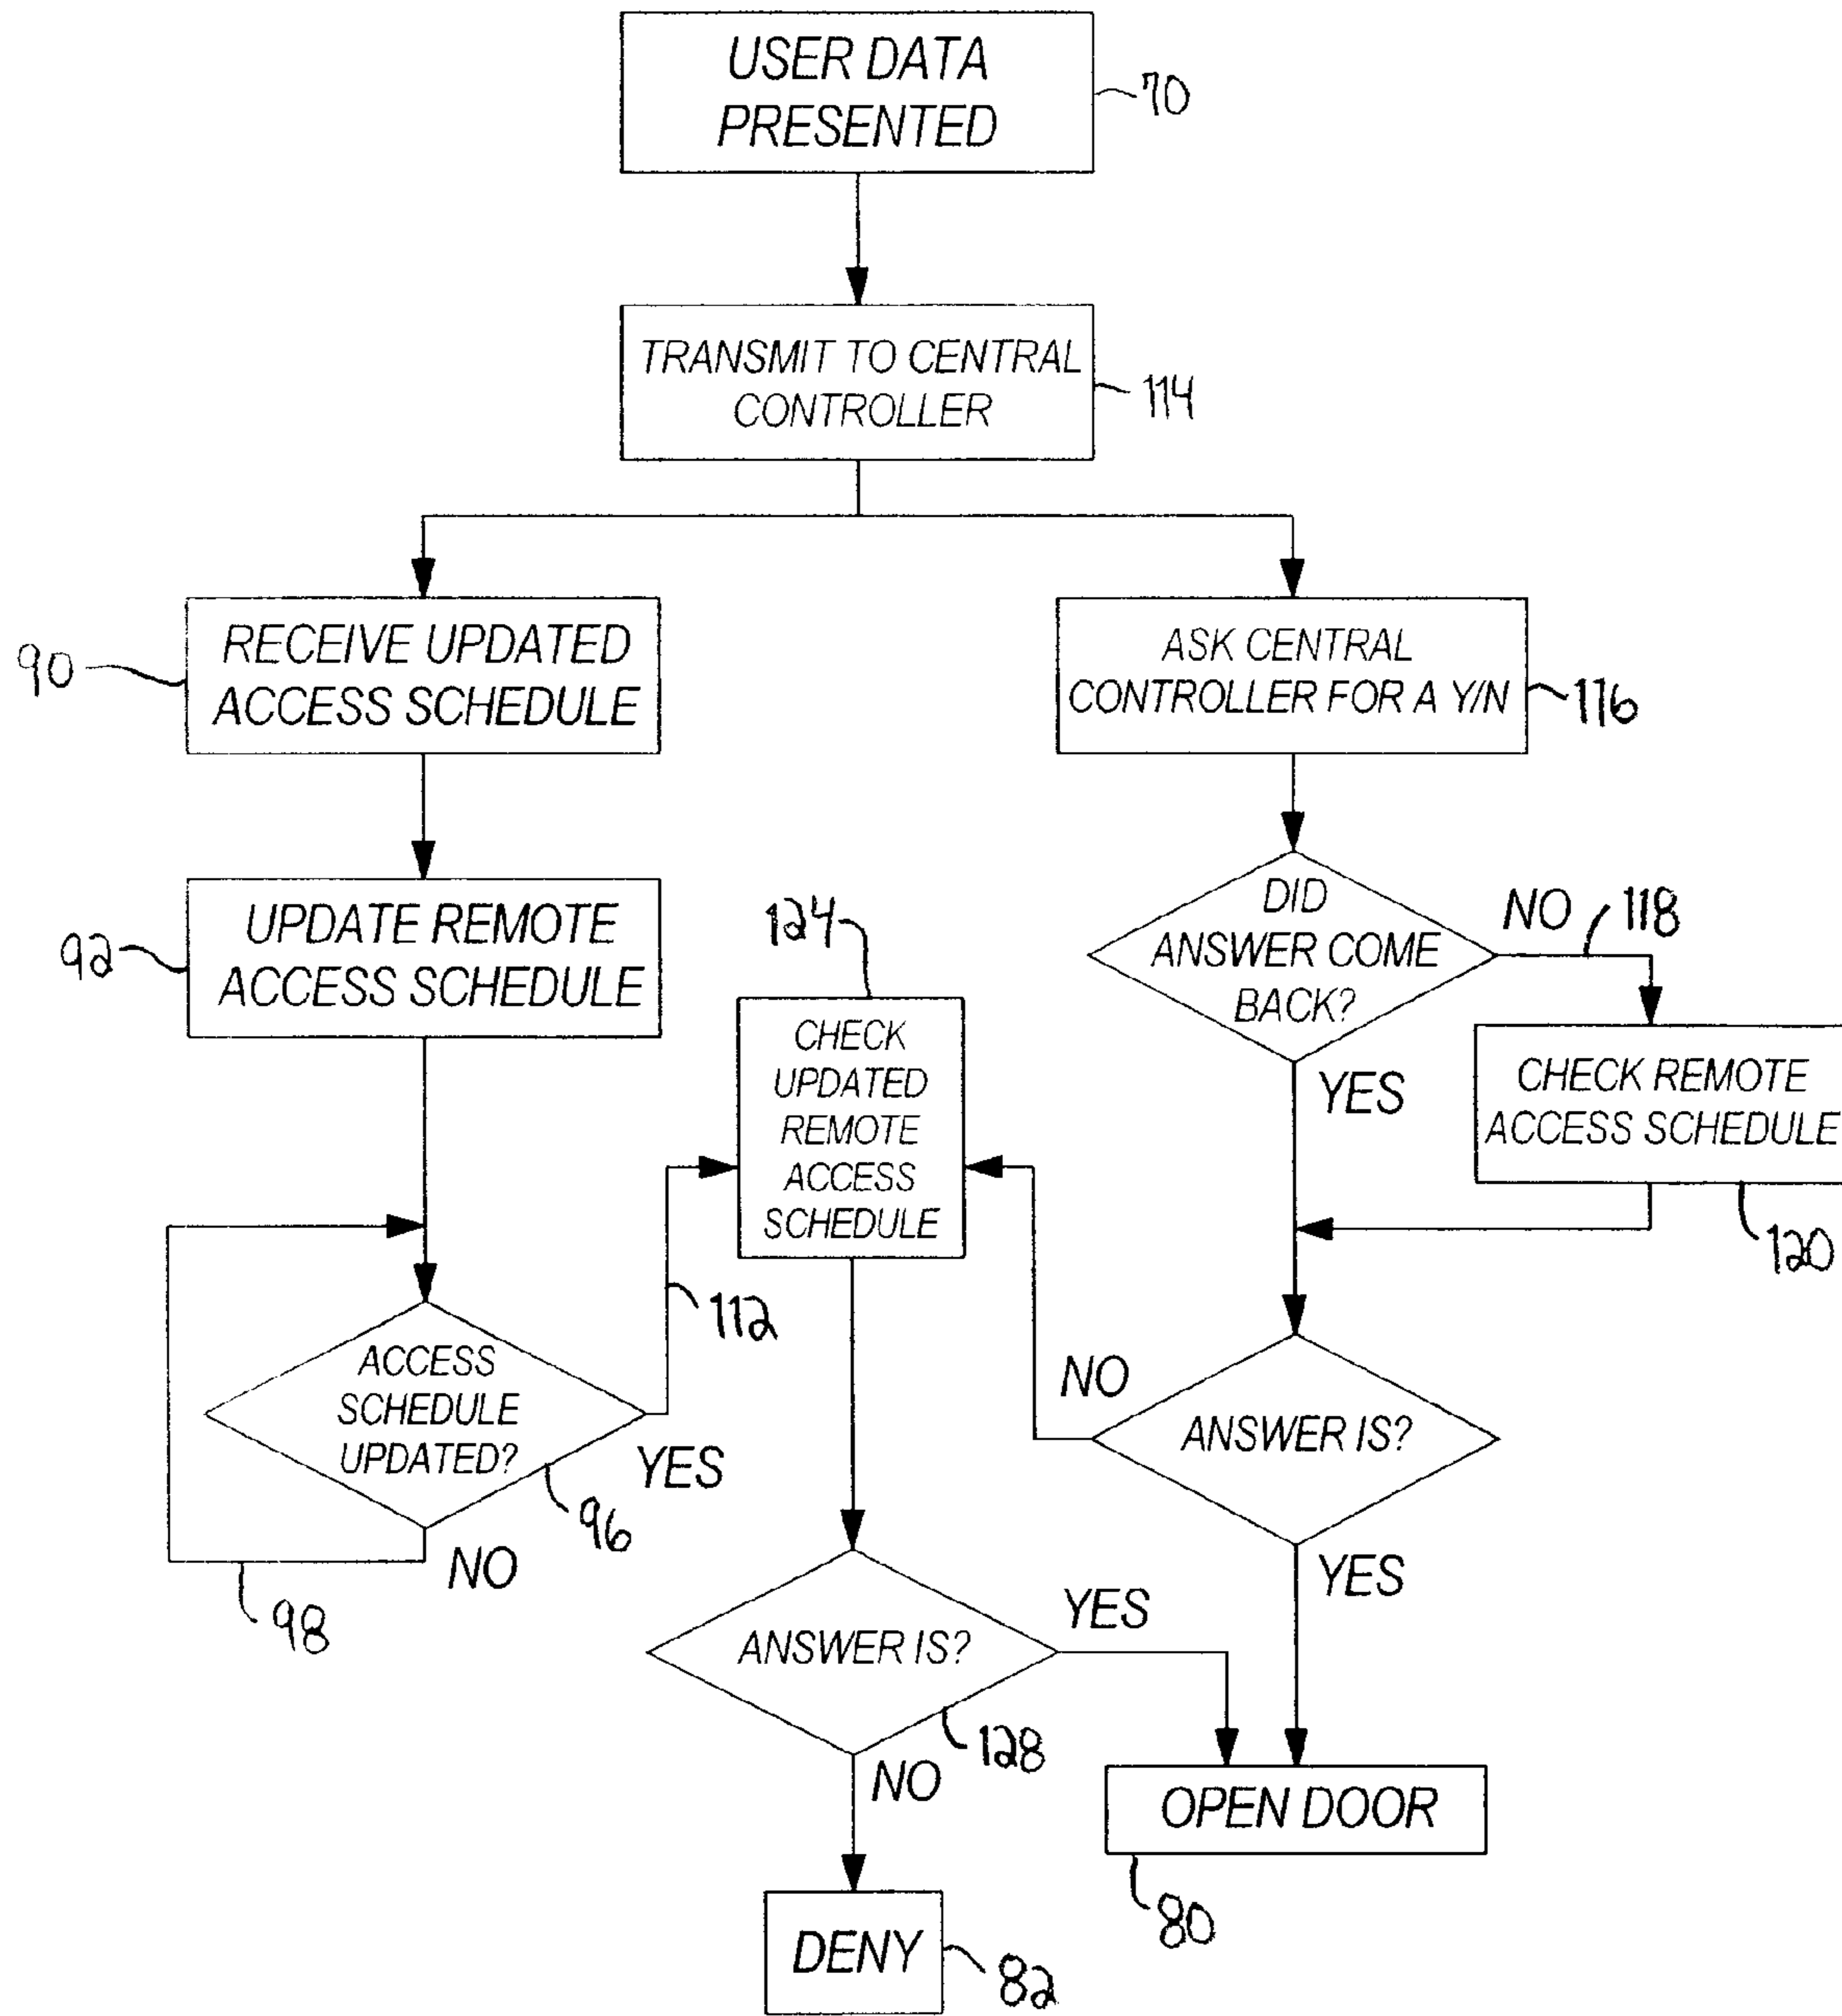 USER DATA
PRESENTED
70
TRANSMIT TO CENTRAL
CONTROLLER
114
RECEIVE UPDATED
ACCESS SCHEDULE
90
ASK CENTRAL
CONTROLLER FOR A Y/N
116
UPDATE REMOTE
ACCESS SCHEDULE
92
124
CHECK
UPDATED
REMOTE
ACCESS
SCHEDULE
DID
ANSWER COME
BACK?
NO
118
YES
CHECK REMOTE
ACCESS SCHEDULE
120
112
ACCESS
SCHEDULE
UPDATED?
YES
96
NO
98
NO
ANSWER IS?
YES
ANSWER IS?
YES
128
NO
OPEN DOOR
80
DENY
82